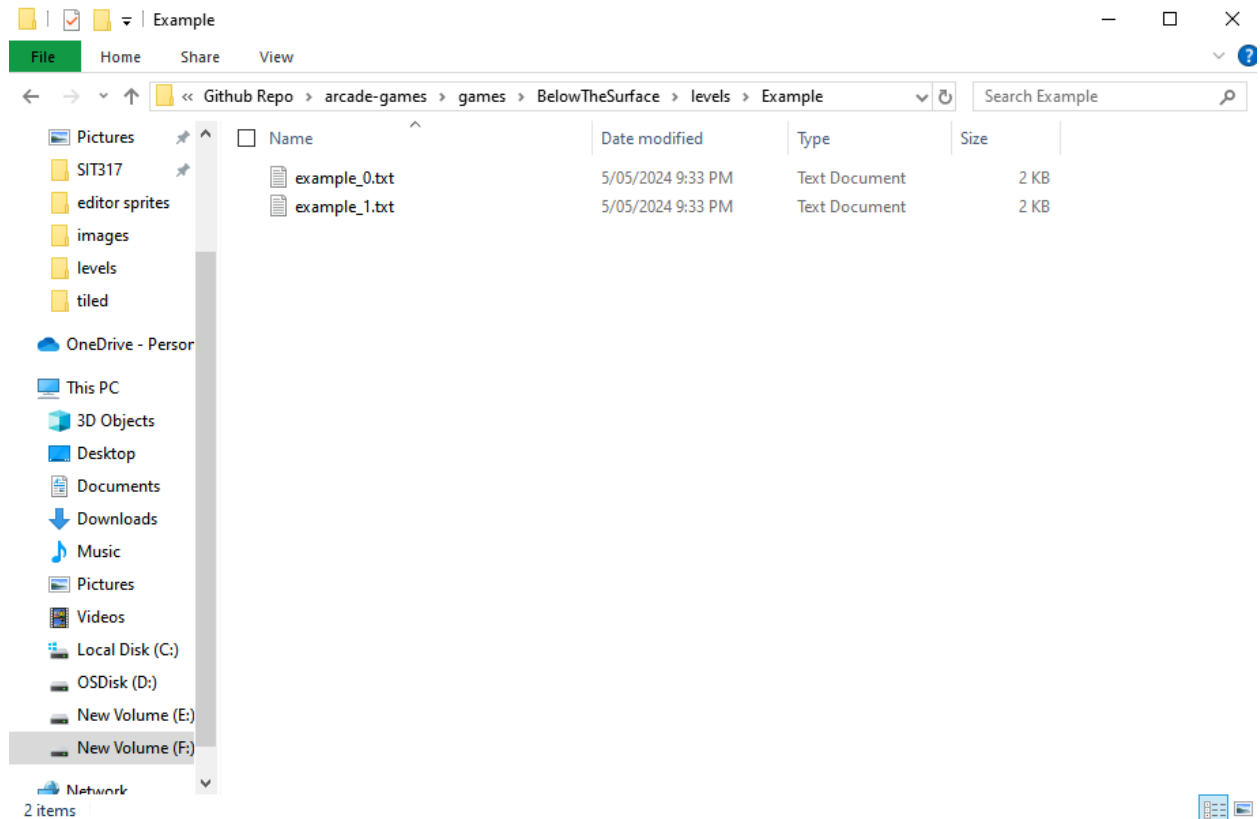 Example
File Home Share View
« Github Repo > arcade-games > games > BelowTheSurface > levels > Example Search Example
Name Date modified Type Size
example_0.txt 5/05/2024 9:33 PM Text Document 2 KB
example_1.txt 5/05/2024 9:33 PM Text Document 2 KB
Pictures
SIT317
editor sprites
images
levels
tiled
OneDrive - Person
This PC
3D Objects
Desktop
Documents
Downloads
Music
Pictures
Videos
Local Disk (C:)
OSDisk (D:)
New Volume (E:)
New Volume (F:)
Network
2 items